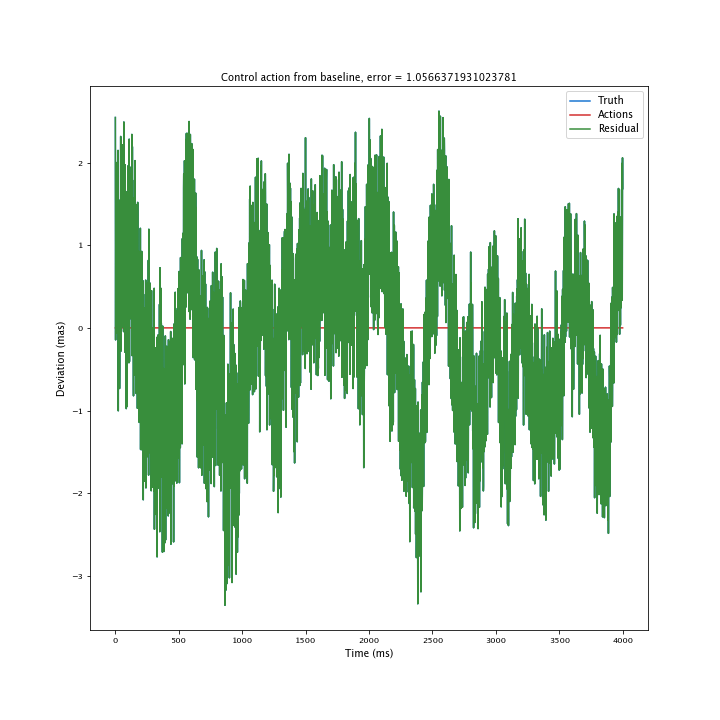 Control action from baseline, error = 1.0566371931023781
Truth
Actions
Residual
2
1
0
−1
−2
−3
Deviation (mas)
0 500 1000 1500 2000 2500 3000 3500 4000
Time (ms)